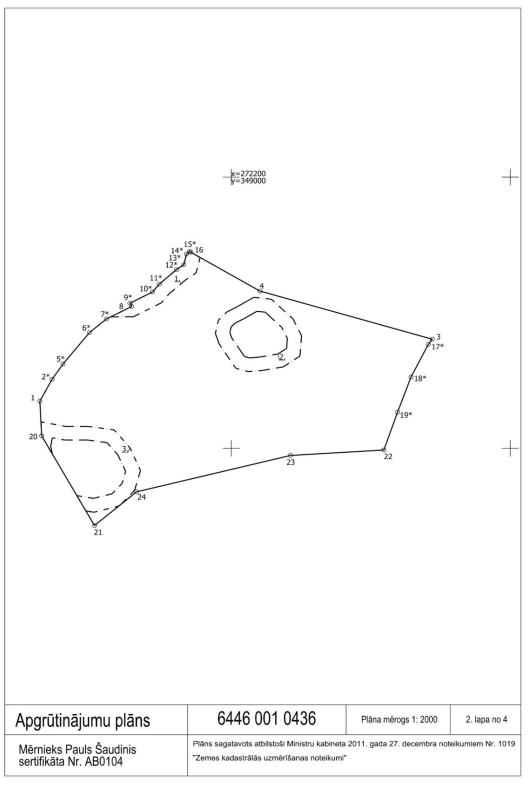 x=272200
y=349000
15*
14*
16
13*
12*
11*
1.
10*
9*
8
7*
4
6*
3
17*
2.
5*
2*
18*
1
19*
20
3.
22
23
24
21
Apgrūtinājumu plāns
6446 001 0436
Plāna mērogs 1: 2000
2. lapa no 4
Mērnieks Pauls Šaudinis
sertifikāta Nr. AB0104
Plāns sagatavots atbilstoši Ministru kabineta 2011. gada 27. decembra noteikumiem Nr. 1019
"Zemes kadastrālās uzmērīšanas noteikumi"